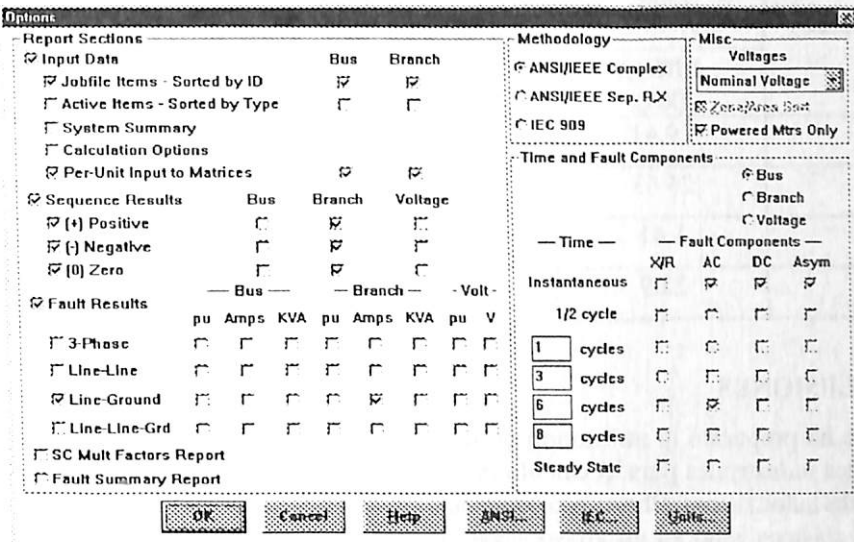 Options
Report Sections
Input Data Bus Branch
Jobfile Items - Sorted by ID
Active Items - Sorted by Type
System Summary
Calculation Options
Per-Unit Input to Matrices
Sequence Results Bus Branch Voltage
(+) Positive
(-) Negative
(0) Zero
Fault Results
Bus Branch Volt
pu Amps KVA pu Amps KVA pu V
3-Phase
Line-Line
Line-Ground
Line-Line-Grd
SC Mult Factors Report
Fault Summary Report
Methodology
ANSI/IEEE Complex
ANSI/IEEE Sep. R,X
IEC 909
Misc
Voltages
Nominal Voltage
Zone/Area Sort
Powered Mtrs Only
Time and Fault Components
Bus
Branch
Voltage
Time Fault Components
X/R AC DC Asym
Instantaneous
1/2 cycle
1 cycles
3 cycles
6 cycles
8 cycles
Steady State
OK Cancel Help ANSI... IEC... Units...